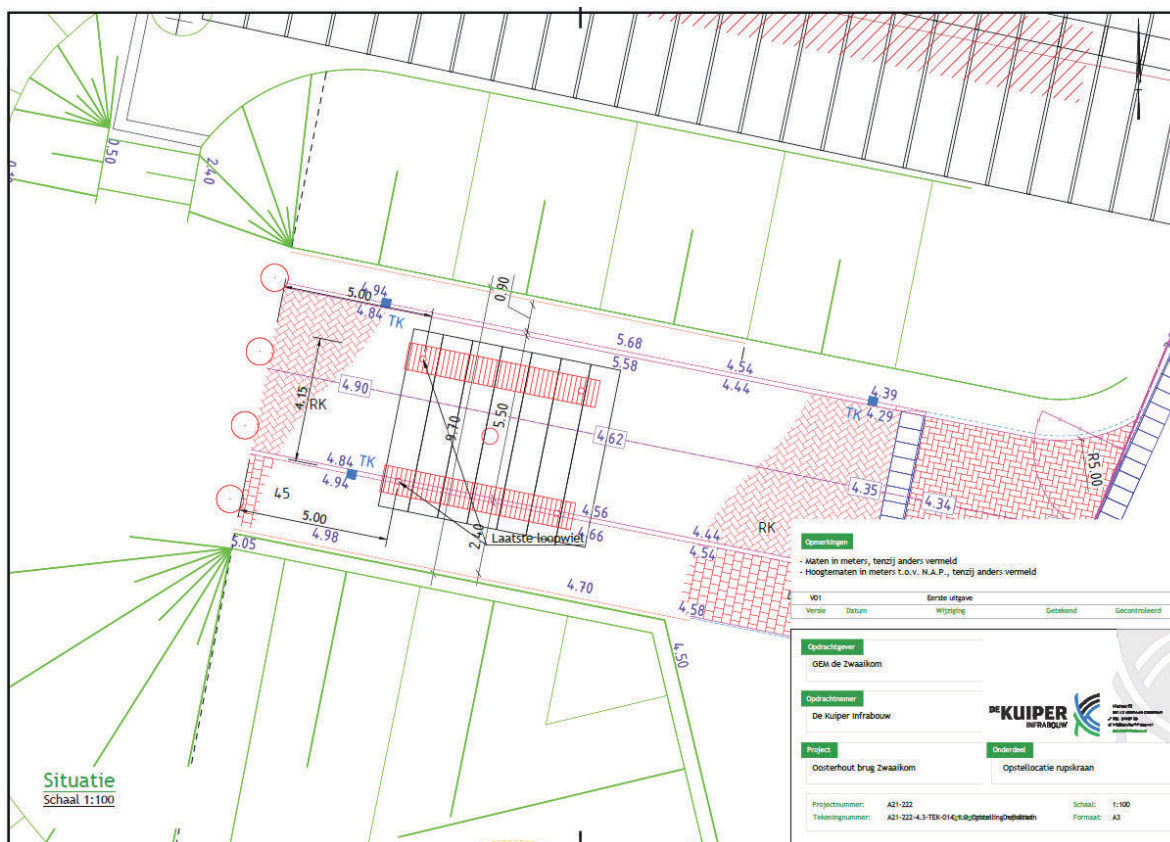 0.50
2.40
4.94
5.00
4.84 TK
0.90
5.68
5.58
4.54
4.44
4.39
TK 4.29
4.15
4.90
RK
9.70
5.50
4.62
R5.00
4.84 TK
4.94
4.35
4.34
45
5.00
4.98
5.05
2.40
Laatste loopwiel
4.56
4.66
4.44
4.54
RK
4.70
4.58
4.50
Situatie
Schaal 1:100
Opmerkingen
- Maten in meters, tenzij anders vermeld
- Hoogtematen in meters t.o.v. N.A.P., tenzij anders vermeld
V01 Eerste uitgave
Versie Datum Wijziging Getekend Gecontroleerd
Opdrachtgever
GEM de Zwaaikom
Opdrachtnemer
De Kuiper Infrabouw
DE KUIPER
INFRABOUW
Project
Oosterhout brug Zwaaikom
Onderdeel
Opstellocatie rupskraan
Projectnummer: A21-222 Schaal: 1:100
Tekeningnummer: A21-222-4.3-TEK-014 Formaat: A3